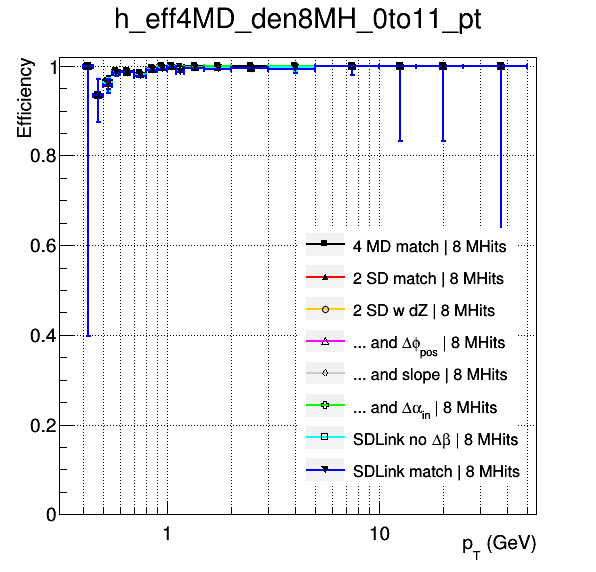 h_eff4MD_den8MH_0to11_pt
Efficiency
1
0.8
0.6
0.4
0.2
0
4 MD match | 8 MHits
2 SD match | 8 MHits
2 SD w dZ | 8 MHits
... and Δϕpos | 8 MHits
... and slope | 8 MHits
... and Δαin | 8 MHits
SDLink no Δβ | 8 MHits
SDLink match | 8 MHits
1 10
pT (GeV)